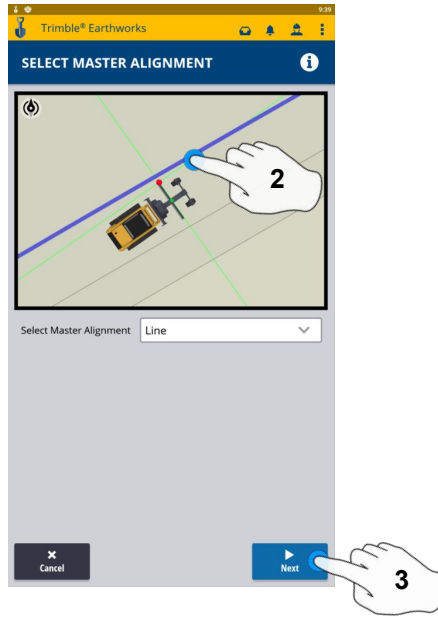 9:39
Trimble® Earthworks
SELECT MASTER ALIGNMENT
2
Select Master Alignment Line
Cancel
Next
3